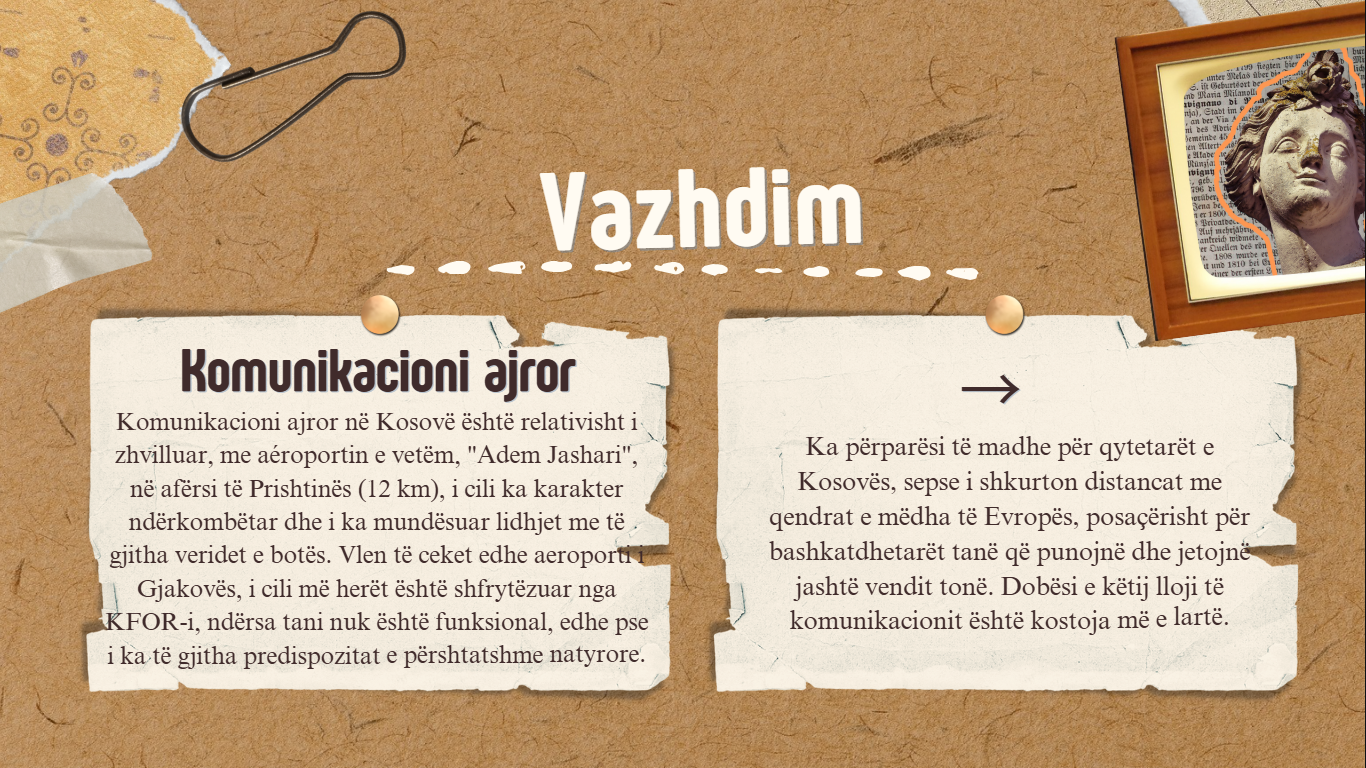 Vazhdim
Komunikacioni ajror
Komunikacioni ajror në Kosovë është relativisht i
zhvilluar, me aéroportin e vetëm, "Adem Jashari",
në afërsi të Prishtinës (12 km), i cili ka karakter
ndërkombëtar dhe i ka mundësuar lidhjet me të
gjitha veridet e botës. Vlen të ceket edhe aeroporti i
Gjakovës, i cili më herët është shfrytëzuar nga
KFOR-i, ndërsa tani nuk është funksional, edhe pse
i ka të gjitha predispozitat e përshtatshme natyrore.
→
Ka përparësi të madhe për qytetarët e
Kosovës, sepse i shkurton distancat me
qendrat e mëdha të Evropës, posaçërisht për
bashkatdhetarët tanë që punojnë dhe jetojnë
jashtë vendit tonë. Dobësi e këtij lloji të
komunikacionit është kostoja më e lartë.